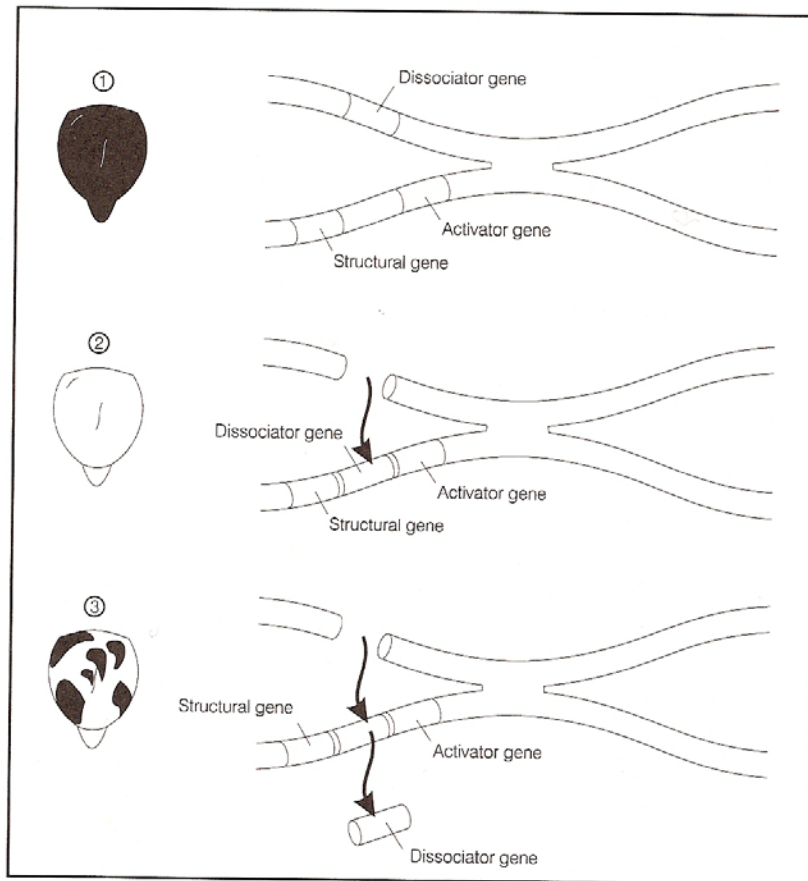 ①
Dissociator gene
Activator gene
Structural gene
②
Dissociator gene
Activator gene
Structural gene
③
Structural gene
Activator gene
Dissociator gene